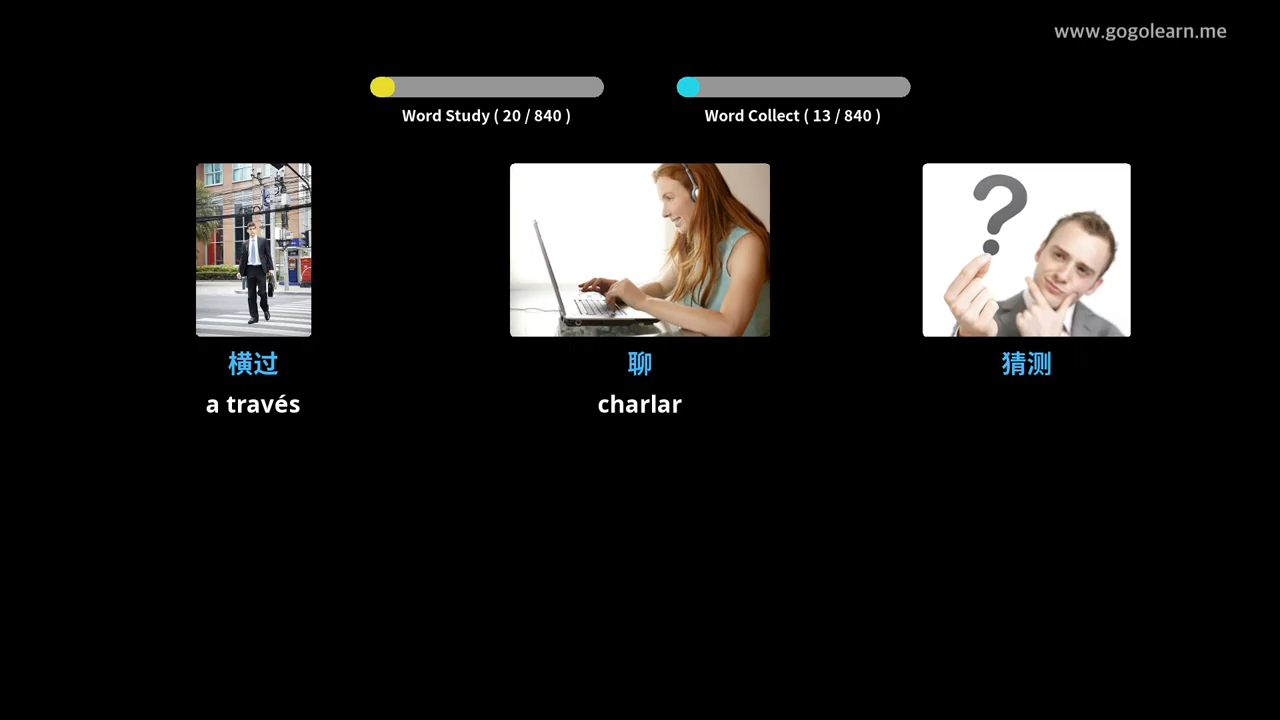 www.gogolearn.me
Word Study ( 20 / 840 )
Word Collect ( 13 / 840 )
横过
聊
猜测
a través
charlar